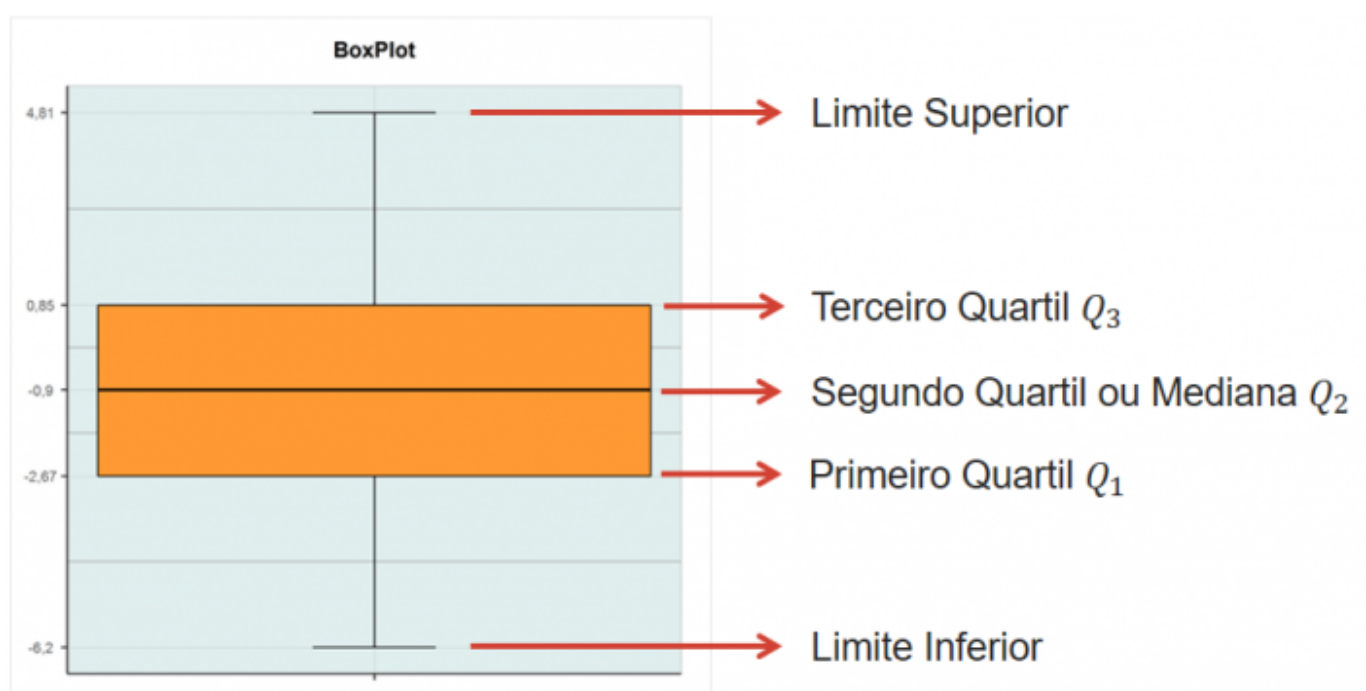 BoxPlot
4,81
Limite Superior
0,85
Terceiro Quartil Q3
-0,9
Segundo Quartil ou Mediana Q2
-2,67
Primeiro Quartil Q1
-6,2
Limite Inferior